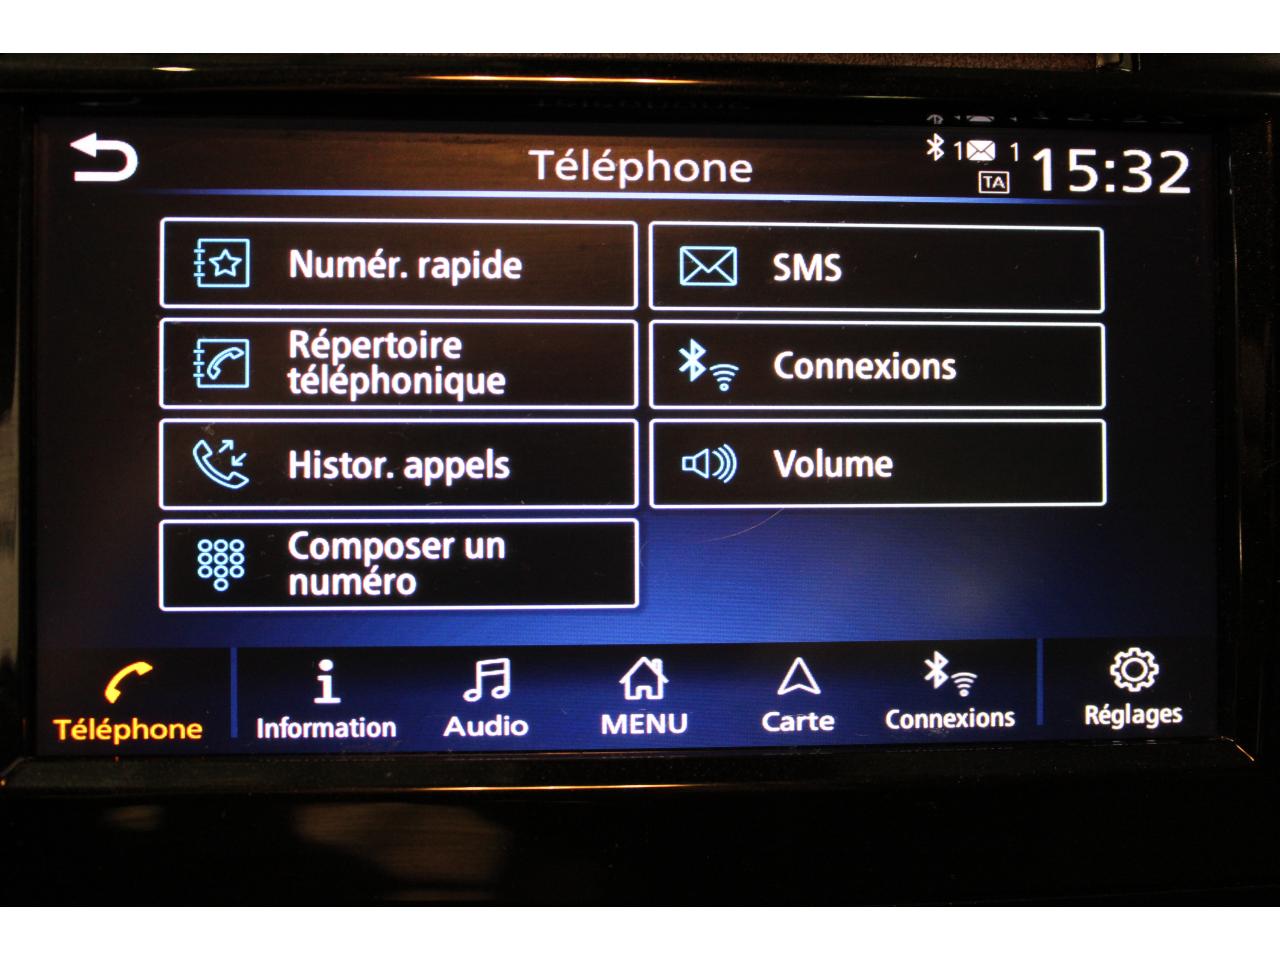 Téléphone
1 1
TA
15:32
Numér. rapide
SMS
Répertoire
téléphonique
Connexions
Histor. appels
Volume
Composer un
numéro
Téléphone
Information
Audio
MENU
Carte
Connexions
Réglages